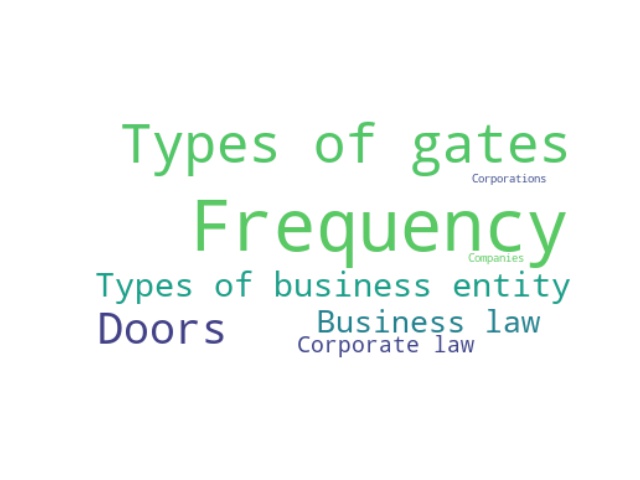 Types of gates
Corporations
Frequency
Companies
Types of business entity
Doors
Business law
Corporate law